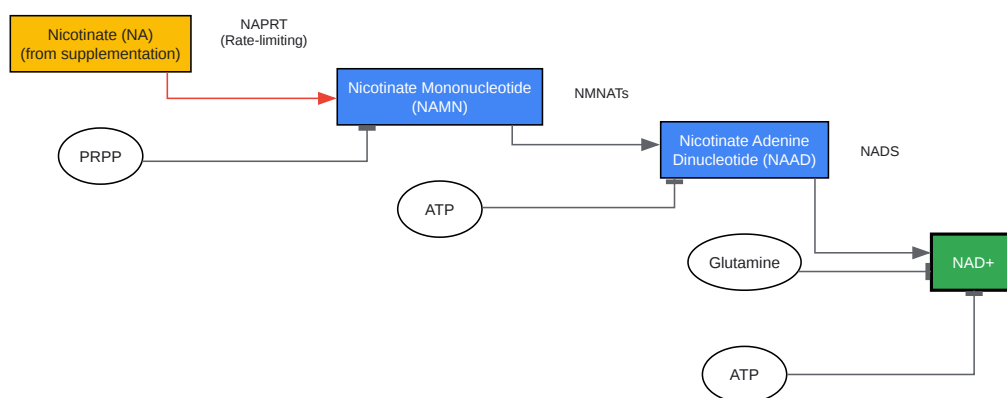 Nicotinate (NA)
(from supplementation)
NAPRT
(Rate-limiting)
Nicotinate Mononucleotide
(NAMN)
NMNATs
PRPP
Nicotinate Adenine
Dinucleotide (NAAD)
NADS
ATP
Glutamine
NAD+
ATP